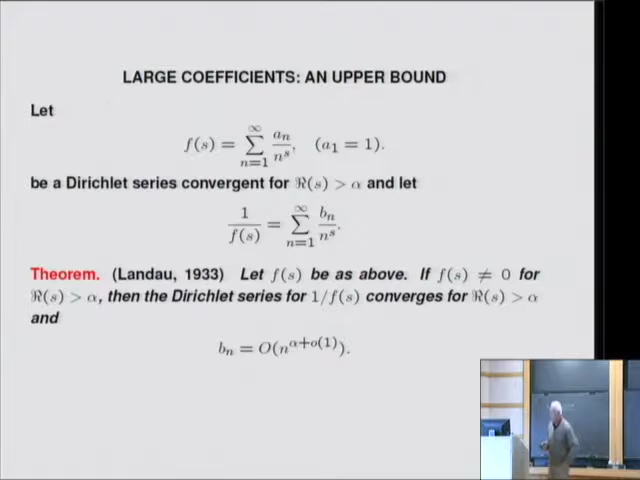 LARGE COEFFICIENTS: AN UPPER BOUND
Let
f(s) = ∑_{n=1}^{∞} a_n/n^s, (a_1 = 1).
be a Dirichlet series convergent for ℜ(s) > α and let
1/f(s) = ∑_{n=1}^{∞} b_n/n^s.
Theorem. (Landau, 1933) Let f(s) be as above. If f(s) ≠ 0 for
ℜ(s) > α, then the Dirichlet series for 1/f(s) converges for ℜ(s) > α
and
b_n = O(n^{α+o(1)}).